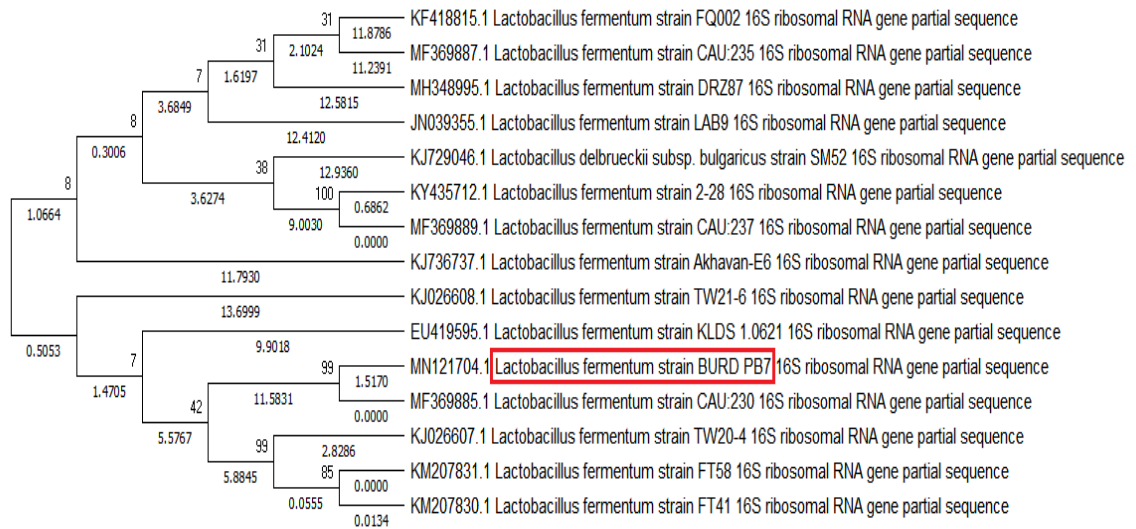 31 KF418815.1 Lactobacillus fermentum strain FQ002 16S ribosomal RNA gene partial sequence
31 11.8786
2.1024 MF369887.1 Lactobacillus fermentum strain CAU:235 16S ribosomal RNA gene partial sequence
7 1.6197 11.2391
MH348995.1 Lactobacillus fermentum strain DRZ87 16S ribosomal RNA gene partial sequence
3.6849 12.5815
8 JN039355.1 Lactobacillus fermentum strain LAB9 16S ribosomal RNA gene partial sequence
12.4120
0.3006 KJ729046.1 Lactobacillus delbrueckii subsp. bulgaricus strain SM52 16S ribosomal RNA gene partial sequence
38 12.9360
8 3.6274 100 KY435712.1 Lactobacillus fermentum strain 2-28 16S ribosomal RNA gene partial sequence
0.6862
1.0664 9.0030 MF369889.1 Lactobacillus fermentum strain CAU:237 16S ribosomal RNA gene partial sequence
0.0000
KJ736737.1 Lactobacillus fermentum strain Akhavan-E6 16S ribosomal RNA gene partial sequence
11.7930
KJ026608.1 Lactobacillus fermentum strain TW21-6 16S ribosomal RNA gene partial sequence
13.6999
EU419595.1 Lactobacillus fermentum strain KLDS 1.0621 16S ribosomal RNA gene partial sequence
0.5053 9.9018
7 99 MN121704.1 Lactobacillus fermentum strain BURD PB7 16S ribosomal RNA gene partial sequence
1.5170
1.4705 11.5831 MF369885.1 Lactobacillus fermentum strain CAU:230 16S ribosomal RNA gene partial sequence
42 0.0000
5.5767 99 KJ026607.1 Lactobacillus fermentum strain TW20-4 16S ribosomal RNA gene partial sequence
2.8286
5.8845 85 KM207831.1 Lactobacillus fermentum strain FT58 16S ribosomal RNA gene partial sequence
0.0000
0.0555 KM207830.1 Lactobacillus fermentum strain FT41 16S ribosomal RNA gene partial sequence
0.0134